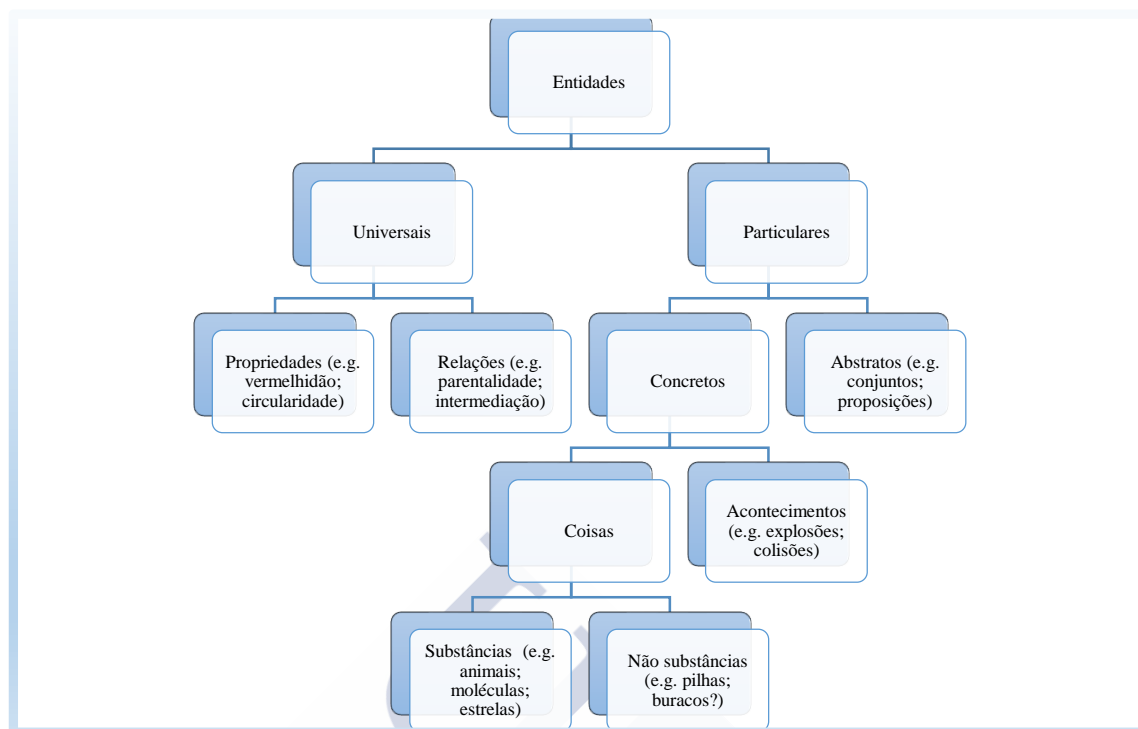 Entidades
Universais
Particulares
Propriedades (e.g.
vermelhidão;
circularidade)
Relações (e.g.
parentalidade;
intermediação)
Concretos
Abstratos (e.g.
conjuntos;
proposições)
Coisas
Acontecimentos
(e.g. explosões;
colisões)
Substâncias  (e.g.
animais;
moléculas;
estrelas)
Não substâncias
(e.g. pilhas;
buracos?)